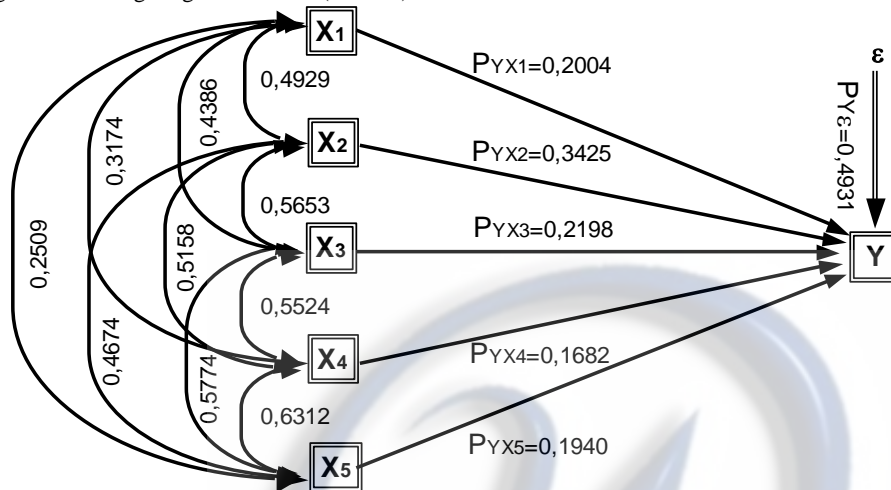 X1
PYX1=0,2004
ε
0,4929
0,4386
0,3174
PYε=0,4931
X2
PYX2=0,3425
0,5653
PYX3=0,2198
X3
Y
0,2509
0,5158
0,5524
X4
PYX4=0,1682
0,4674
0,5774
0,6312
PYX5=0,1940
X5